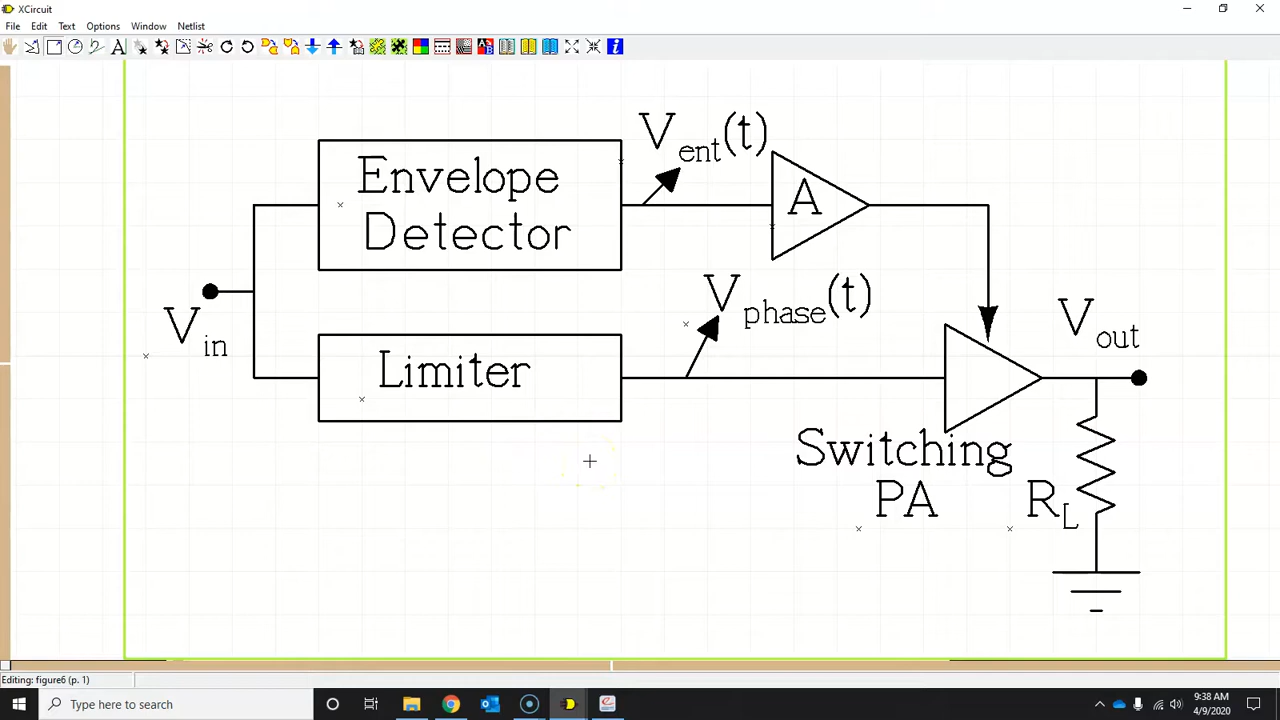 XCircuit
File Edit Text Options Window Netlist
V ent (t)
Envelope
Detector
A
V phase (t)
V in
Limiter
V out
Switching
PA
R L
Editing: figure6 (p. 1)
Type here to search
9:38 AM
4/9/2020